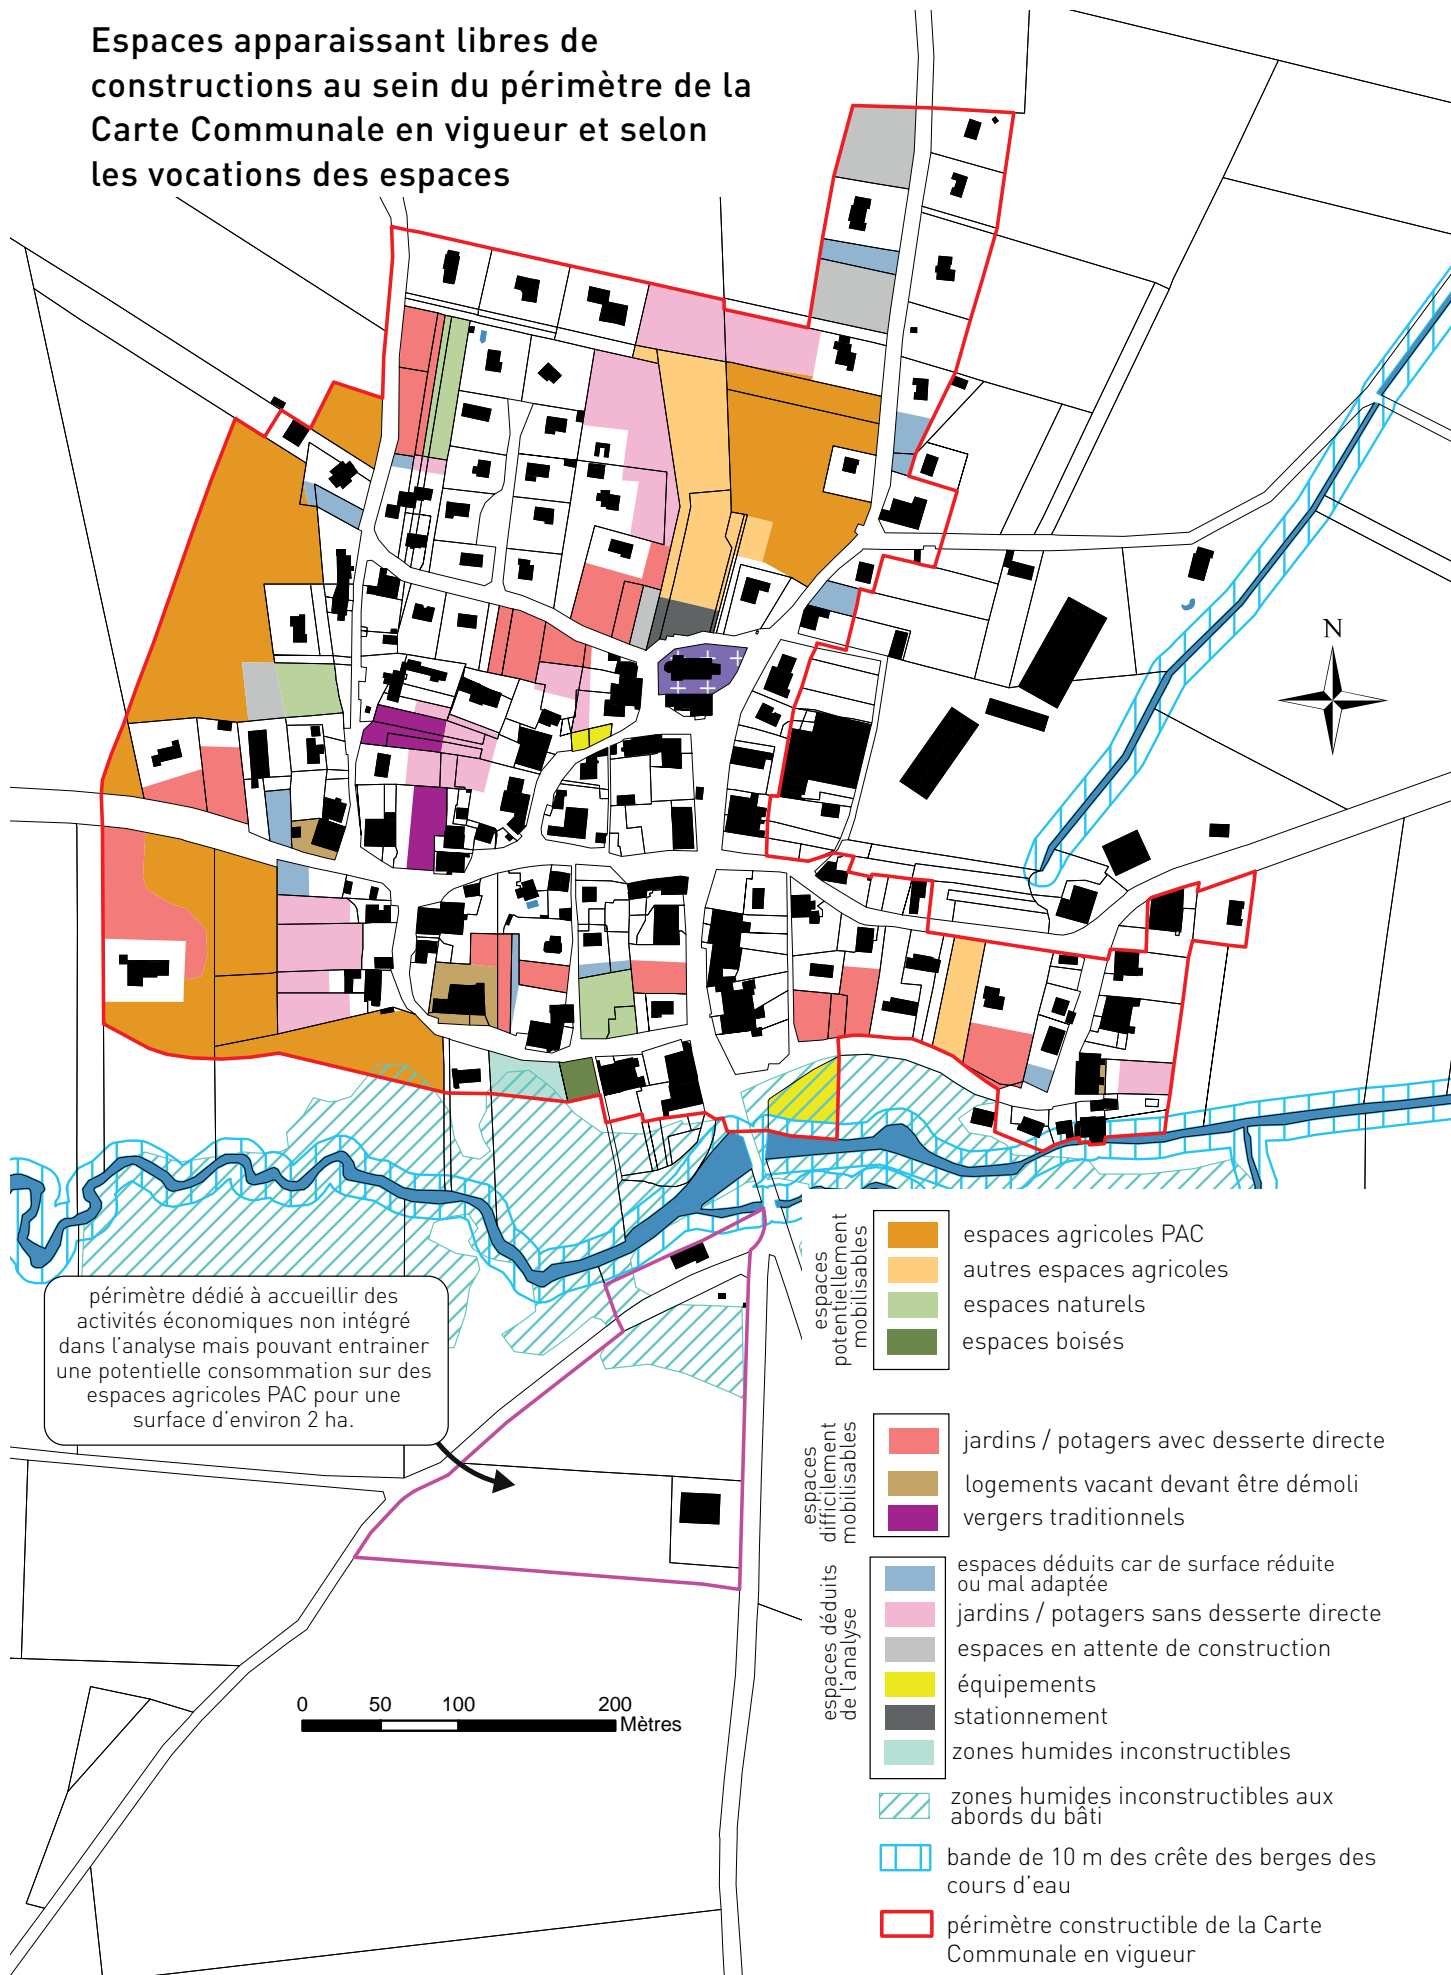 Espaces apparaissant libres de
constructions au sein du périmètre de la
Carte Communale en vigueur et selon
les vocations des espaces
N
périmètre dédié à accueillir des
activités économiques non intégré
dans l'analyse mais pouvant entrainer
une potentielle consommation sur des
espaces agricoles PAC pour une
surface d'environ 2 ha.
espaces
potentiellement
mobilisables
espaces agricoles PAC
autres espaces agricoles
espaces naturels
espaces boisés
espaces
difficilement
mobilisables
jardins / potagers avec desserte directe
logements vacant devant être démoli
vergers traditionnels
espaces déduits
de l'analyse
espaces déduits car de surface réduite
ou mal adaptée
jardins / potagers sans desserte directe
espaces en attente de construction
équipements
stationnement
zones humides inconstructibles
zones humides inconstructibles aux
abords du bâti
bande de 10 m des crête des berges des
cours d'eau
périmètre constructible de la Carte
Communale en vigueur
0 50 100 200
Mètres